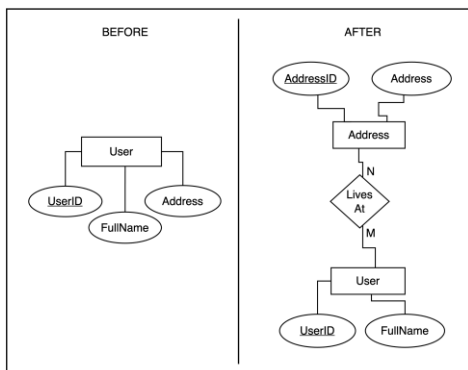 BEFORE
User
UserID
Address
FullName
AFTER
AddressID
Address
Address
N
Lives
At
M
User
UserID
FullName